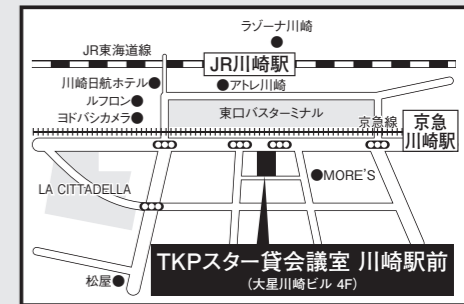 ラゾーナ川崎
JR東海道線
JR川崎駅
川崎日航ホテル
アトレ川崎
ルフロン
ヨドバシカメラ
東口バスターミナル
京急線
京急
川崎駅
MORE'S
LA CITTADELLA
TKPスター貸会議室 川崎駅前
(大星川崎ビル 4F)
松屋